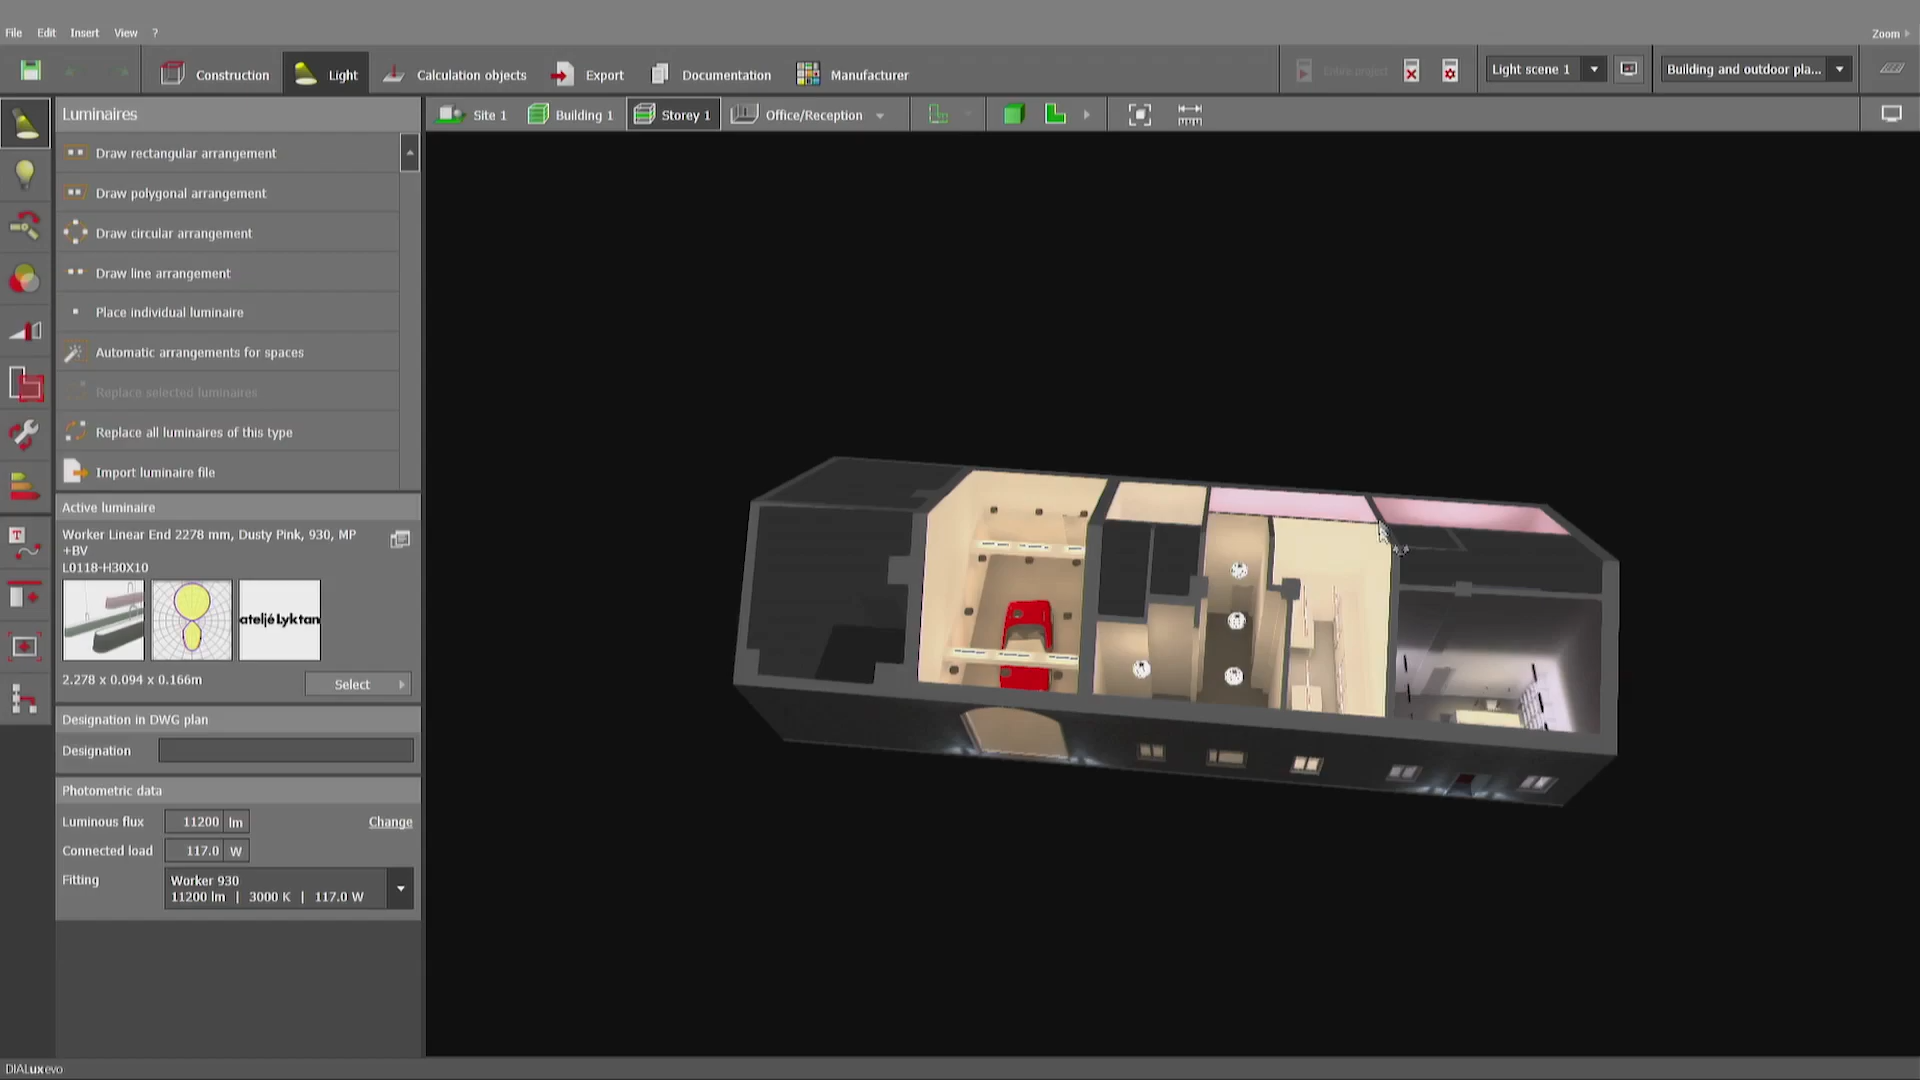 File Edit Insert View ?
Zoom
Construction Light Calculation objects Export Documentation Manufacturer
Entire project
Light scene 1
Building and outdoor pla...
Luminaires
Site 1 Building 1 Storey 1 Office/Reception
Draw rectangular arrangement
Draw polygonal arrangement
Draw circular arrangement
Draw line arrangement
Place individual luminaire
Automatic arrangements for spaces
Replace selected luminaires
Replace all luminaires of this type
Import luminaire file
Active luminaire
Worker Linear End 2278 mm, Dusty Pink, 930, MP
+BV
L0118-H30X10
ateljé Lyktan
2.278 x 0.094 x 0.166m
Select
Designation in DWG plan
Designation
Photometric data
Luminous flux 11200 lm Change
Connected load 117.0 W
Fitting
Worker 930
11200 lm | 3000 K | 117.0 W
DIALux evo